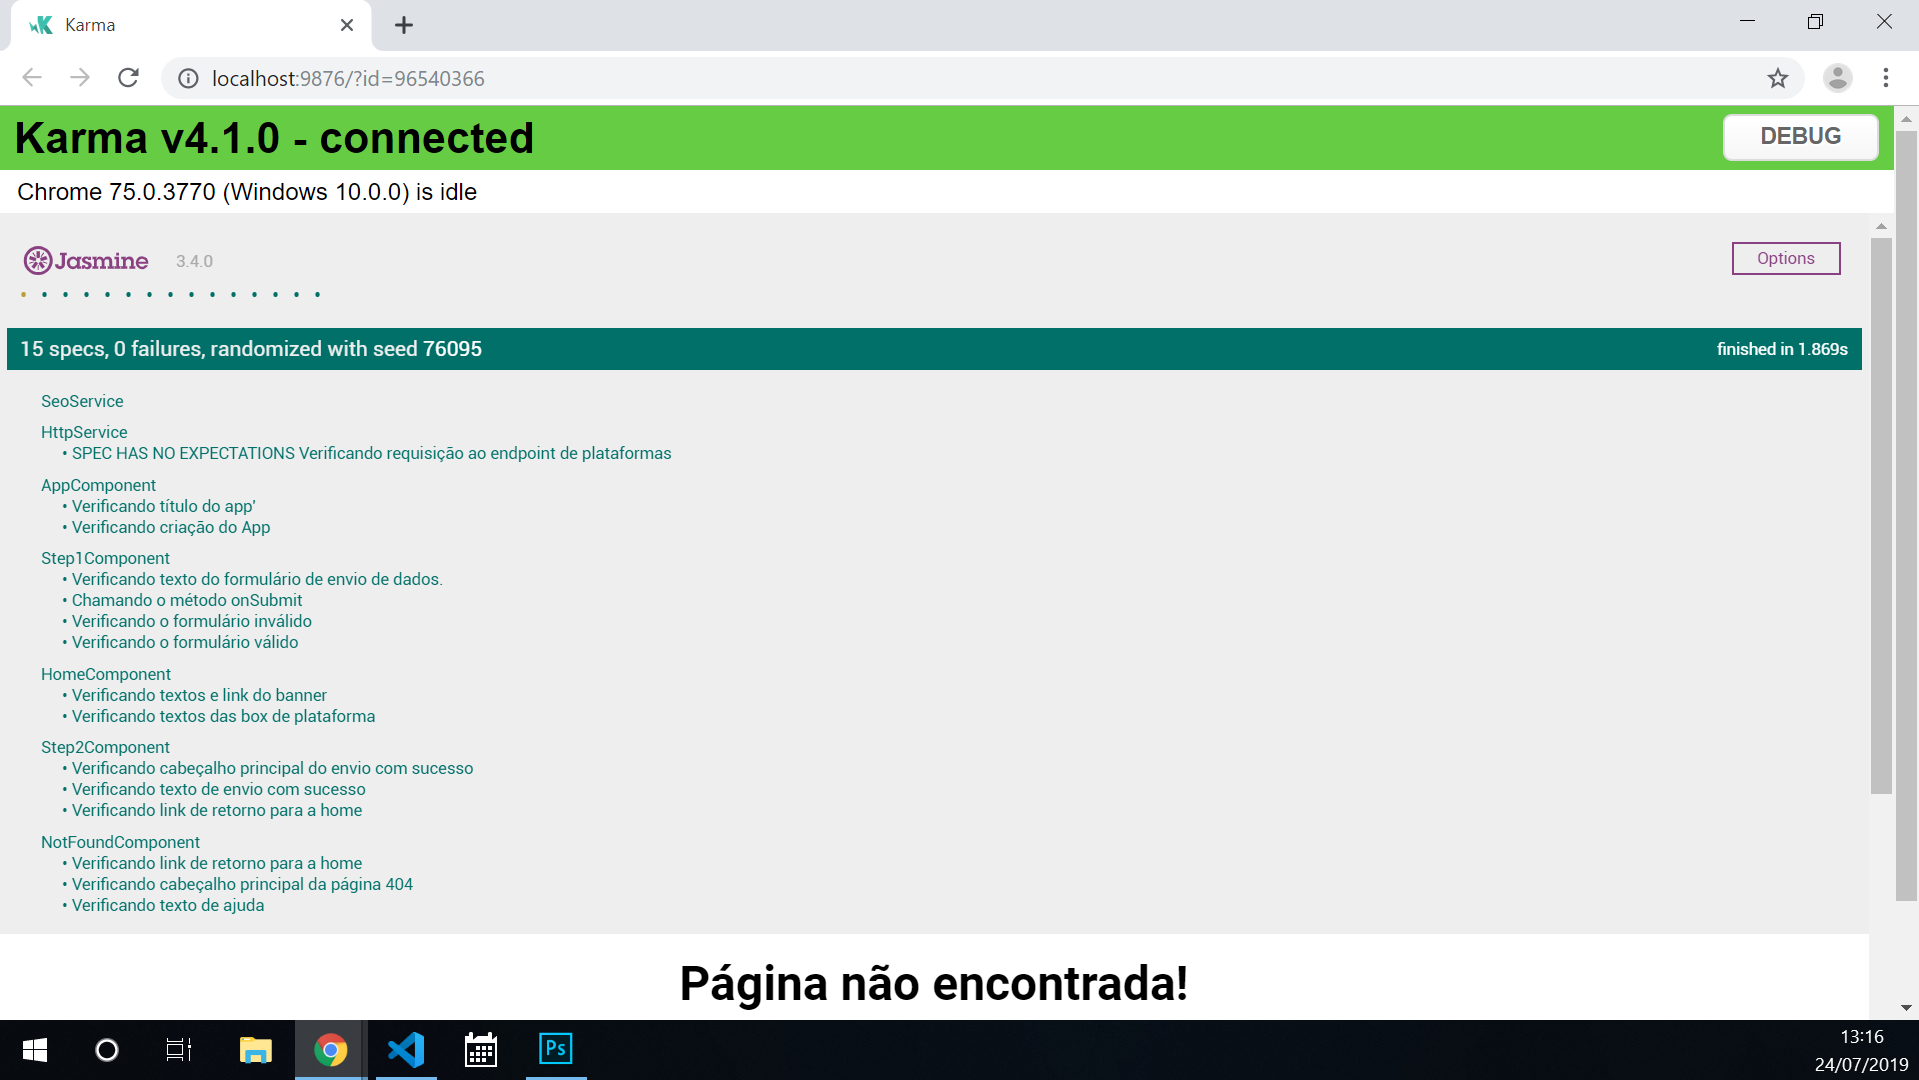 Karma
localhost:9876/?id=96540366
Karma v4.1.0 - connected
DEBUG
Chrome 75.0.3770 (Windows 10.0.0) is idle
Jasmine 3.4.0
Options
15 specs, 0 failures, randomized with seed 76095
finished in 1.869s
SeoService
HttpService
• SPEC HAS NO EXPECTATIONS Verificando requisição ao endpoint de plataformas
AppComponent
• Verificando título do app'
• Verificando criação do App
Step1Component
• Verificando texto do formulário de envio de dados.
• Chamando o método onSubmit
• Verificando o formulário inválido
• Verificando o formulário válido
HomeComponent
• Verificando textos e link do banner
• Verificando textos das box de plataforma
Step2Component
• Verificando cabeçalho principal do envio com sucesso
• Verificando texto de envio com sucesso
• Verificando link de retorno para a home
NotFoundComponent
• Verificando link de retorno para a home
• Verificando cabeçalho principal da página 404
• Verificando texto de ajuda
Página não encontrada!
Ps
13:16
24/07/2019